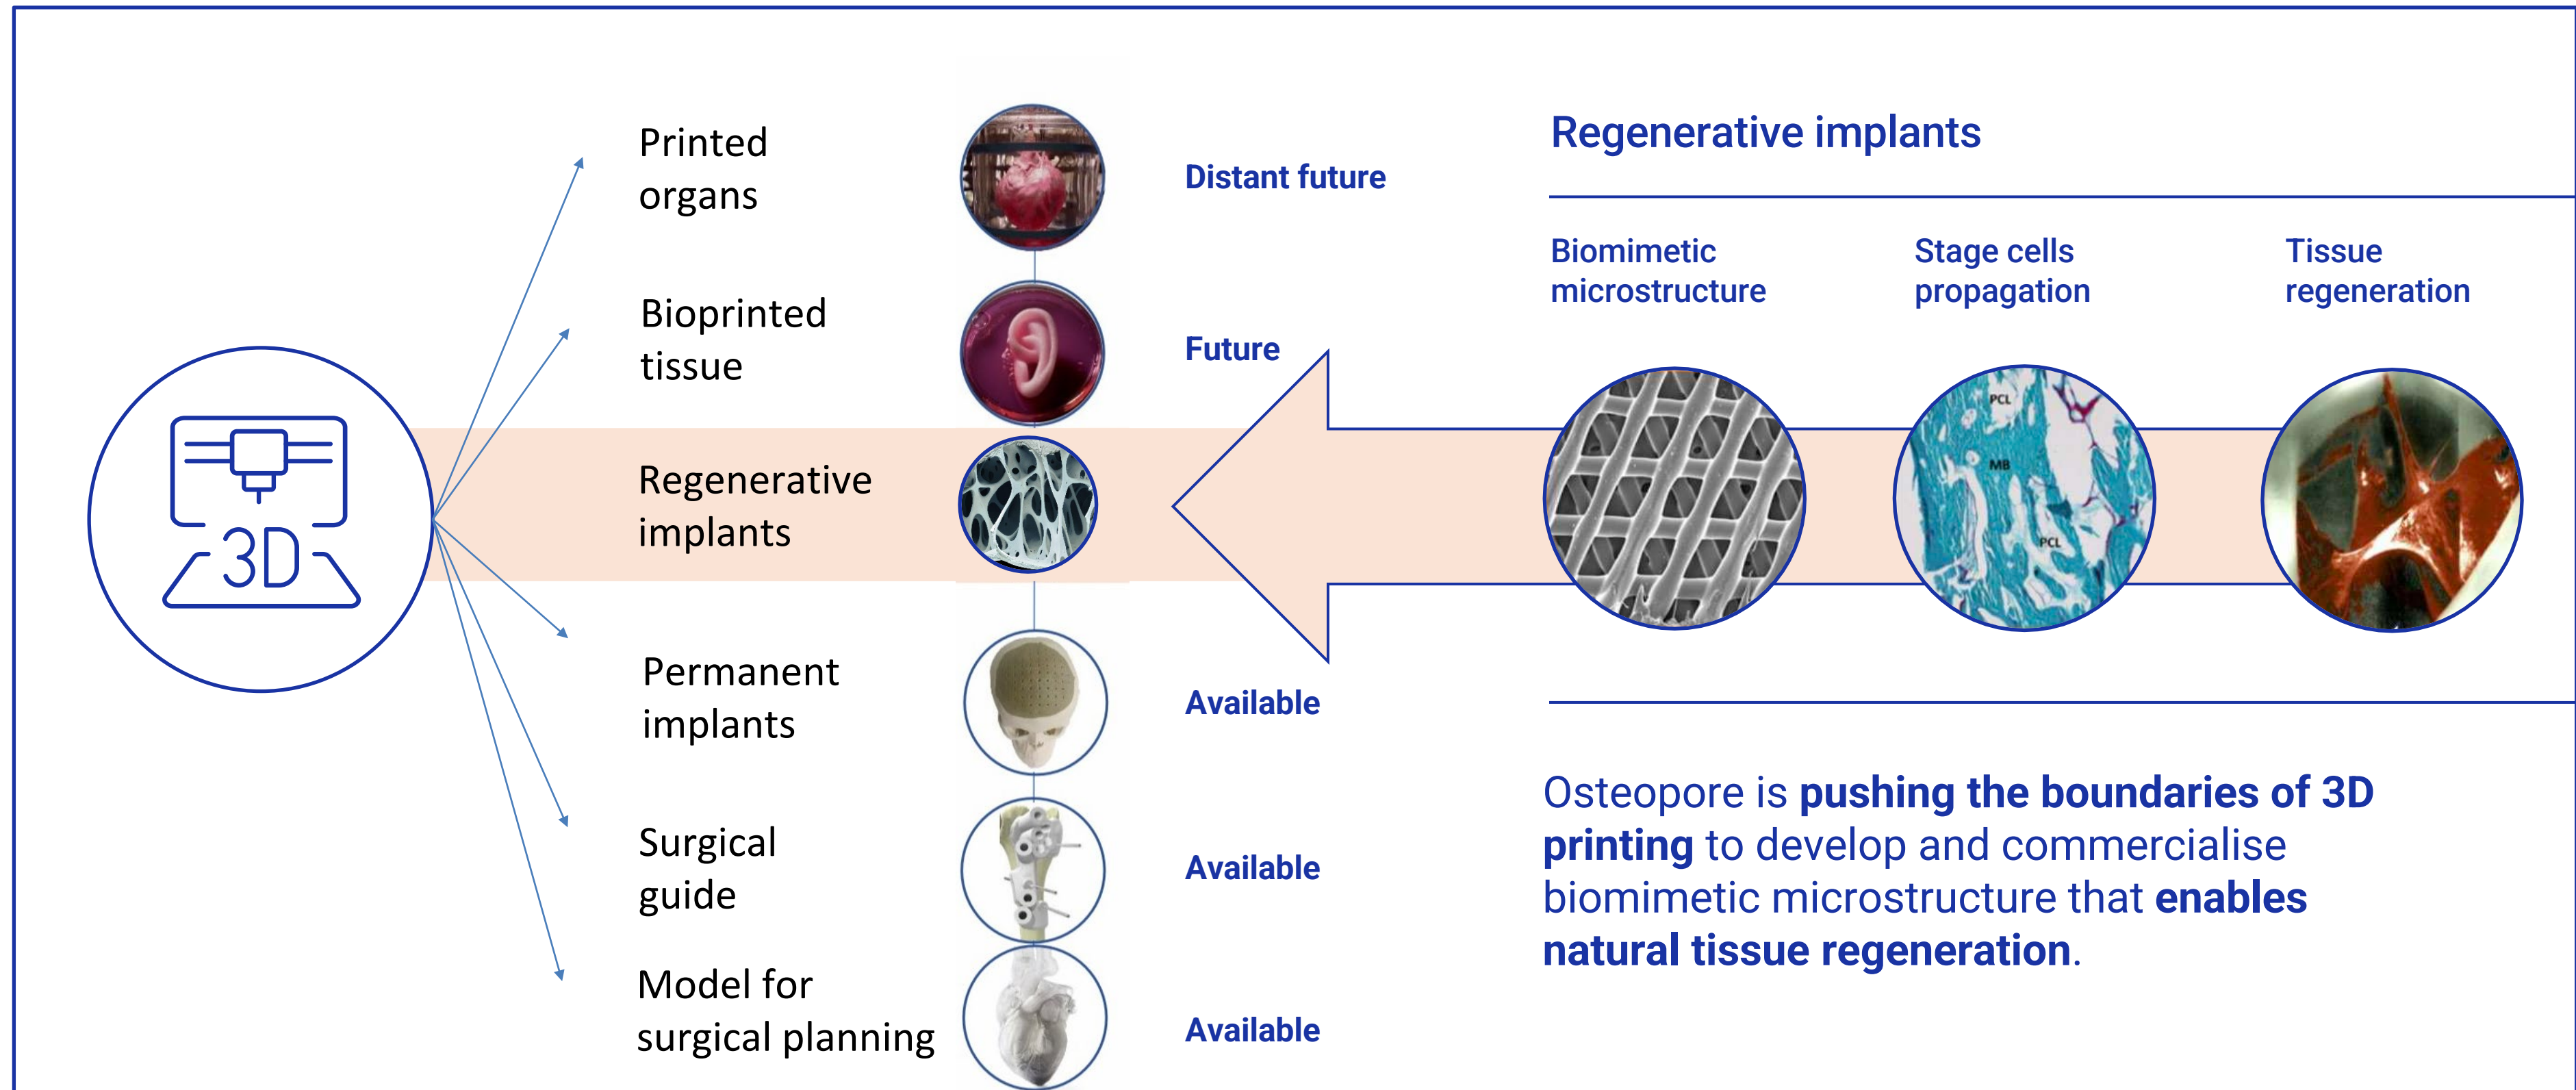 3D
Printed
organs
Distant future
Bioprinted
tissue
Future
Regenerative
implants
Permanent
implants
Available
Surgical
guide
Available
Model for
surgical planning
Available
Regenerative implants
Biomimetic
microstructure
Stage cells
propagation
Tissue
regeneration
PCL
MB
PCL
Osteopore is pushing the boundaries of 3D
printing to develop and commercialise
biomimetic microstructure that enables
natural tissue regeneration.